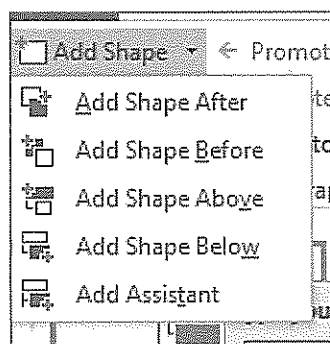 Add Shape Promot
Add Shape After
Add Shape Before
Add Shape Above
Add Shape Below
Add Assistant